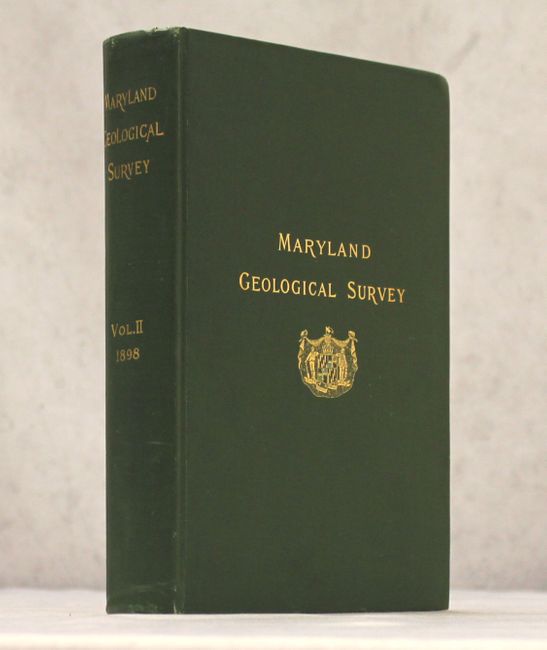 MARYLAND
GEOLOGICAL
SURVEY
VOL. II
1898
MARYLAND
GEOLOGICAL SURVEY